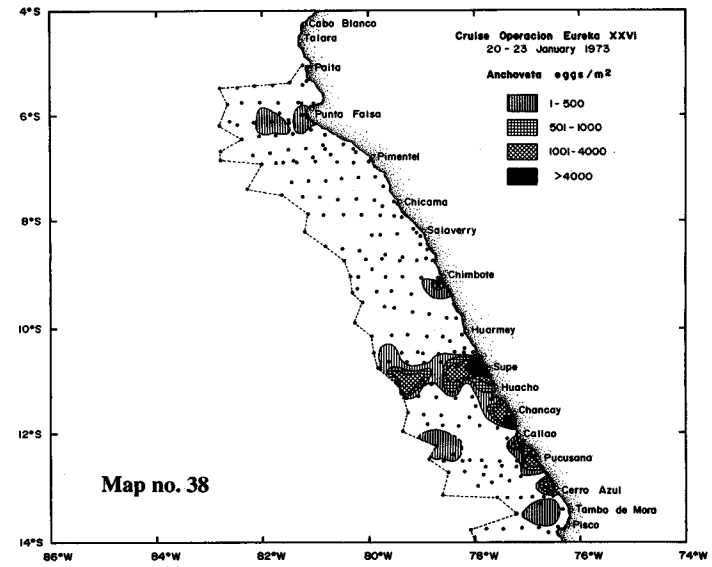 4°S
Cabo Blanco
Talara
Cruise Operacion Eureka XXVI
20 - 23 January 1973
Paita
Anchoveta eggs/m²
1 - 500
6°S
Punta Falsa
501 - 1000
1001 - 4000
Pimentel
>4000
Chicama
8°S
Salaverry
Chimbote
10°S
Huarmey
Supe
Huacho
Chancay
12°S
Callao
Pucusana
Map no. 38
Cerro Azul
Tambo de Mora
Pisco
14°S
86°W
84°W
82°W
80°W
78°W
76°W
74°W